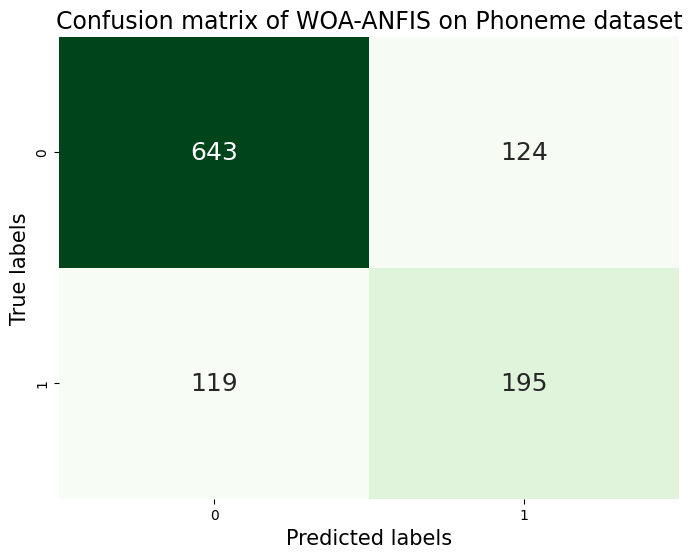 Confusion matrix of WOA-ANFIS on Phoneme dataset
True labels
0
643
124
1
119
195
0
1
Predicted labels